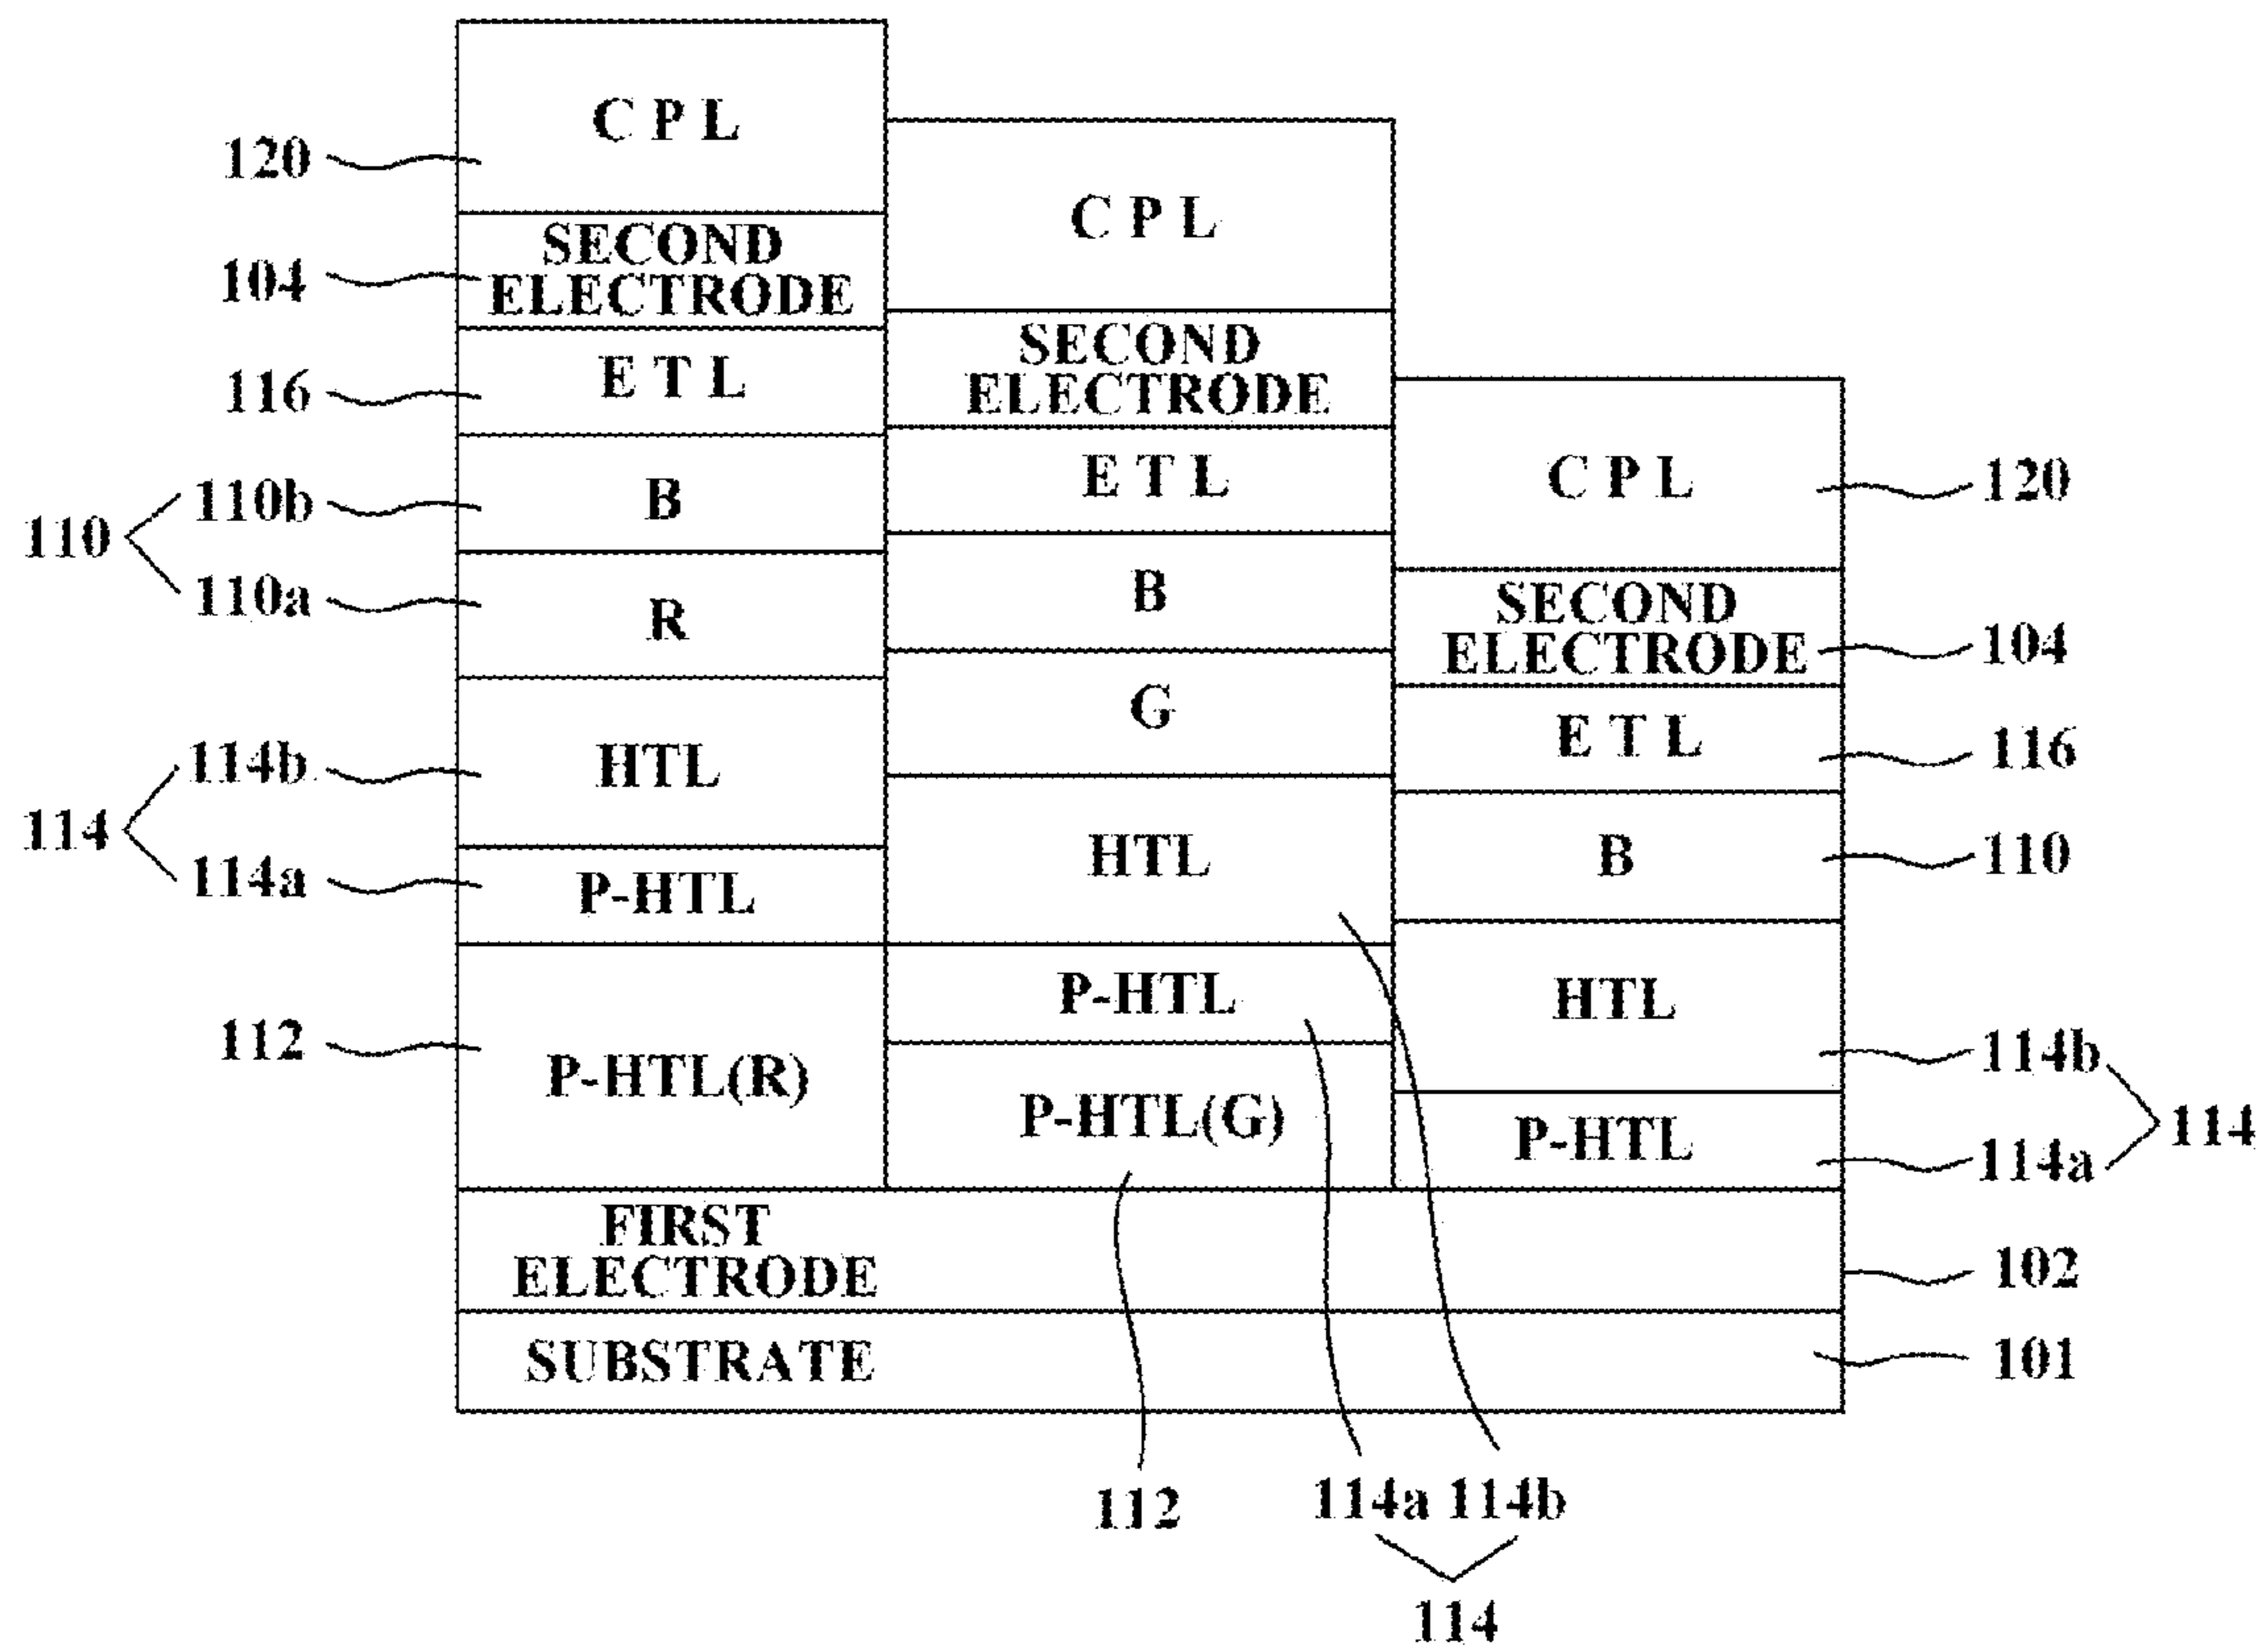 C P L
120
C P L
SECOND
ELECTRODE
104
SECOND
ELECTRODE
E T L
116
C P L
120
E T L
B
110b
110
110a
R
B
SECOND
ELECTRODE
104
G
E T L
116
HTL
114b
114
114a
P-HTL
HTL
B
110
P-HTL
HTL
112
P-HTL(R)
114b
P-HTL(G)
114
P-HTL
114a
FIRST
ELECTRODE
102
SUBSTRATE
101
112
114a 114b
114